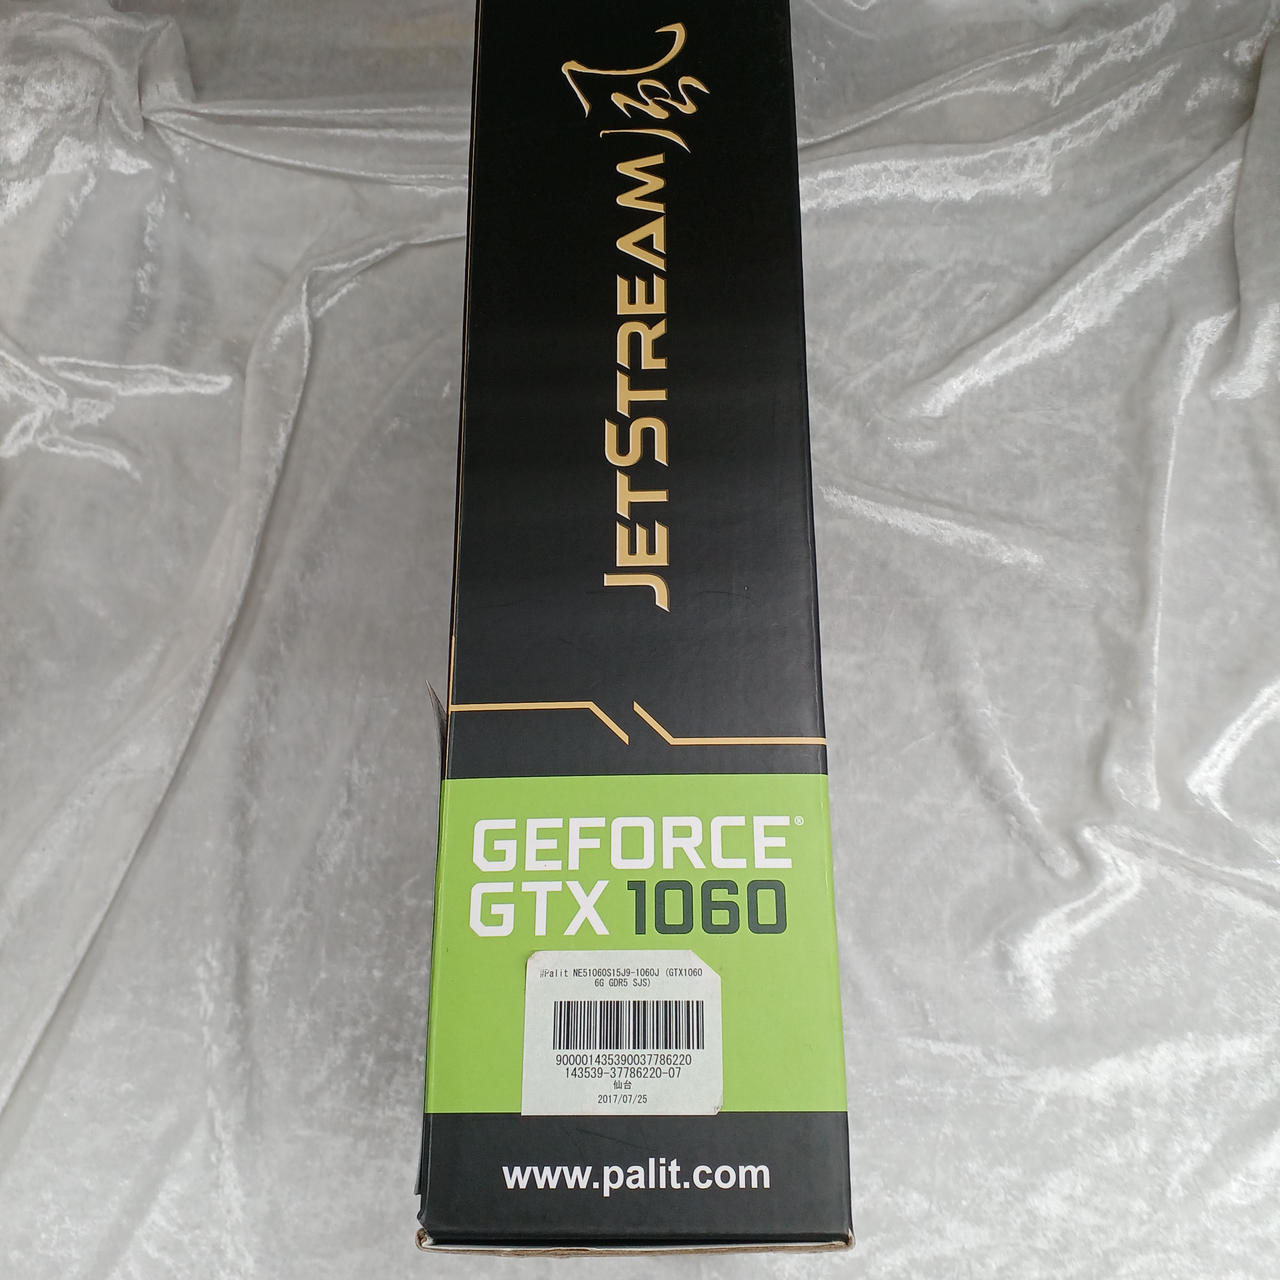 JETSTREAM
GEFORCE®
GTX 1060
#Palit NE51060S15J9-1060J (GTX1060
6G GDR5 SJS)
900001435390037786220
143539-37786220-07
仙台
2017/07/25
www.palit.com